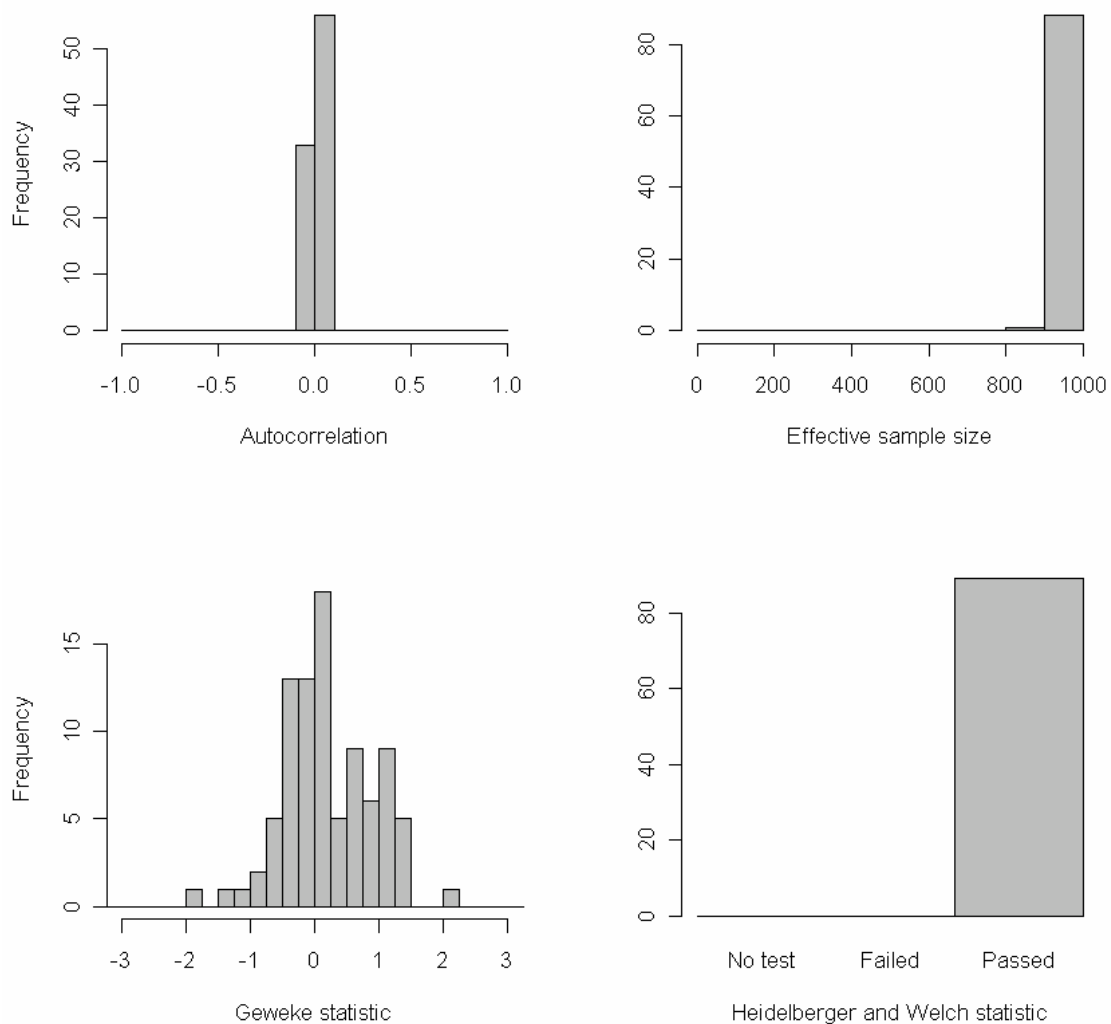 Frequency
0 10 20 30 40 50
-1.0 -0.5 0.0 0.5 1.0
Autocorrelation
0 20 40 60 80
0 200 400 600 800 1000
Effective sample size
Frequency
0 5 10 15
-3 -2 -1 0 1 2 3
Geweke statistic
0 20 40 60 80
No test Failed Passed
Heidelberger and Welch statistic